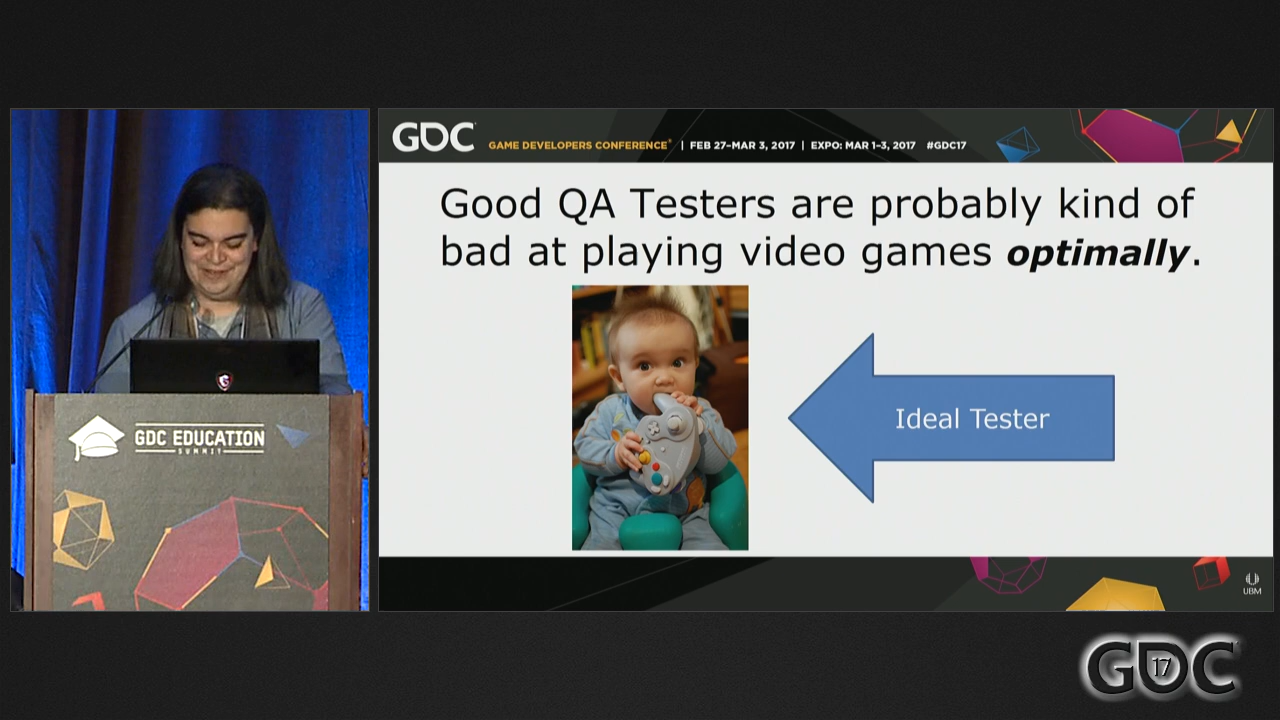 GDC
GAME DEVELOPERS CONFERENCE® | FEB 27–MAR 3, 2017 | EXPO: MAR 1–3, 2017 #GDC17
Good QA Testers are probably kind of
bad at playing video games optimally.
Ideal Tester
GDC EDUCATION
SUMMIT
UBM
GDC
17